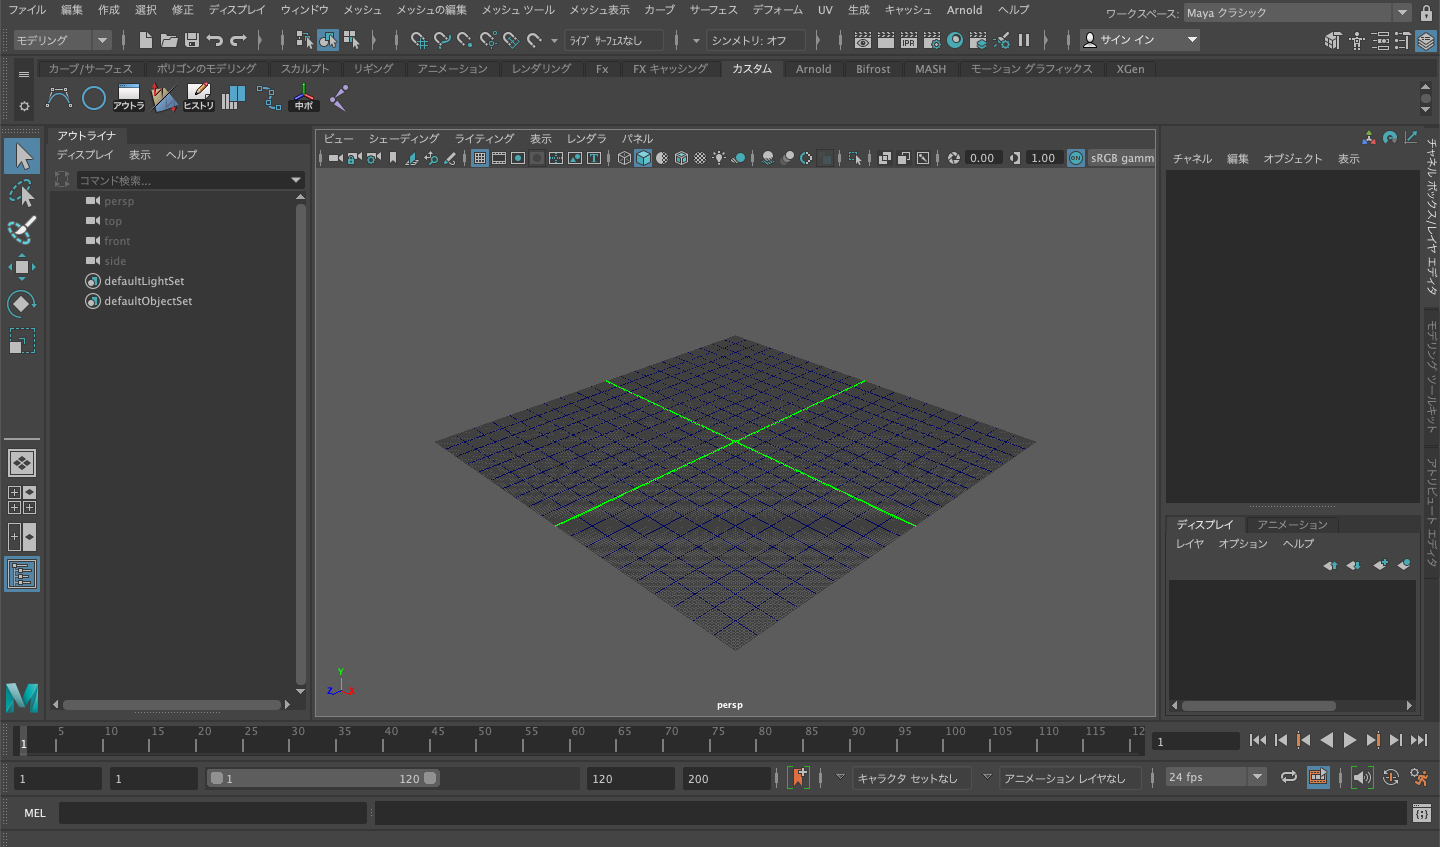 ファイル 編集 作成 選択 修正 ディスプレイ ウィンドウ メッシュ メッシュの編集 メッシュ ツール メッシュ表示 カーブ サーフェス デフォーム UV 生成 キャッシュ Arnold ヘルプ ワークスペース: Maya クラシック
モデリング ライブ サーフェスなし シンメトリ: オフ サイン イン
カーブ/サーフェス ポリゴンのモデリング スカルプト リギング アニメーション レンダリング Fx FX キャッシング カスタム Arnold Bifrost MASH モーション グラフィックス XGen
アウトラ ヒストリ 中ポ
アウトライナ
ディスプレイ 表示 ヘルプ
コマンド検索...
persp
top
front
side
defaultLightSet
defaultObjectSet
ビュー シェーディング ライティング 表示 レンダラ パネル
0.00 1.00 ON sRGB gamm
Y
Z X
persp
チャネル 編集 オブジェクト 表示
チャネル ボックス/レイヤ エディタ
モデリング ツールキット
アトリビュート エディタ
ディスプレイ アニメーション
レイヤ オプション ヘルプ
1 5 10 15 20 25 30 35 40 45 50 55 60 65 70 75 80 85 90 95 100 105 110 115 12
1
1 1 1 120 120 200 キャラクタ セットなし アニメーション レイヤなし 24 fps
MEL